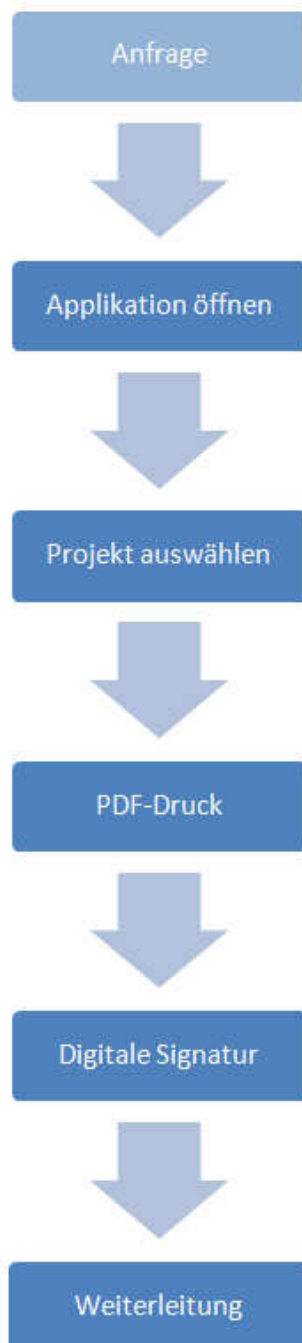 Anfrage
Applikation öffnen
Projekt auswählen
PDF-Druck
Digitale Signatur
Weiterleitung